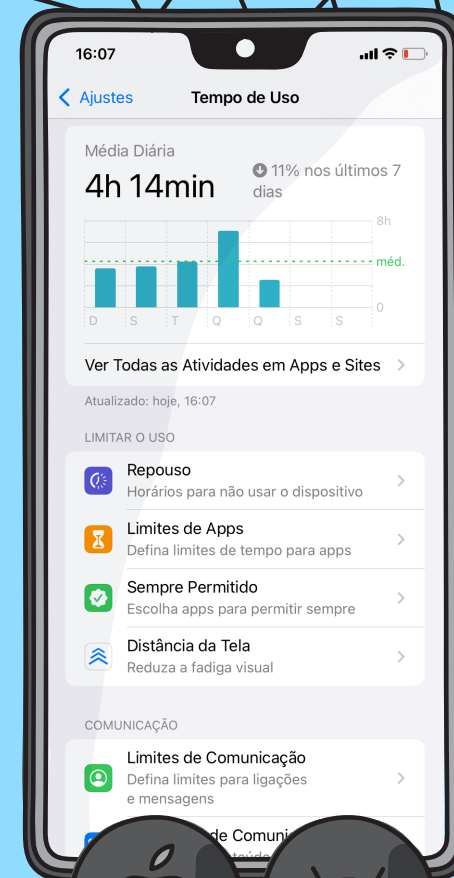 16:07
Ajustes
Tempo de Uso
Média Diária
4h 14min
11% nos últimos 7
dias
8h
méd.
0
D S T Q Q S S
Ver Todas as Atividades em Apps e Sites
Atualizado: hoje, 16:07
LIMITAR O USO
Repouso
Horários para não usar o dispositivo
Limites de Apps
Defina limites de tempo para apps
Sempre Permitido
Escolha apps para permitir sempre
Distância da Tela
Reduza a fadiga visual
COMUNICAÇÃO
Limites de Comunicação
Defina limites para ligações
e mensagens
de